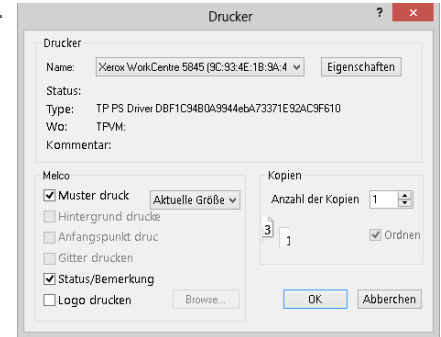 Drucker ? ×
Drucker
Name: Xerox WorkCentre 5845 (9C:93:4E:1B:9A:4 Eigenschaften
Status:
Type: TP PS Driver DBF1C94B0A9944ebA73371E92AC9F610
Wo: TPVM:
Kommentar:
Melco
Muster druck Aktuelle Größe
Hintergrund drucke
Anfangspunkt druc
Gitter drucken
Status/Bemerkung
Logo drucken Browse...
Kopien
Anzahl der Kopien 1
3 1 Ordnen
OK Abberchen